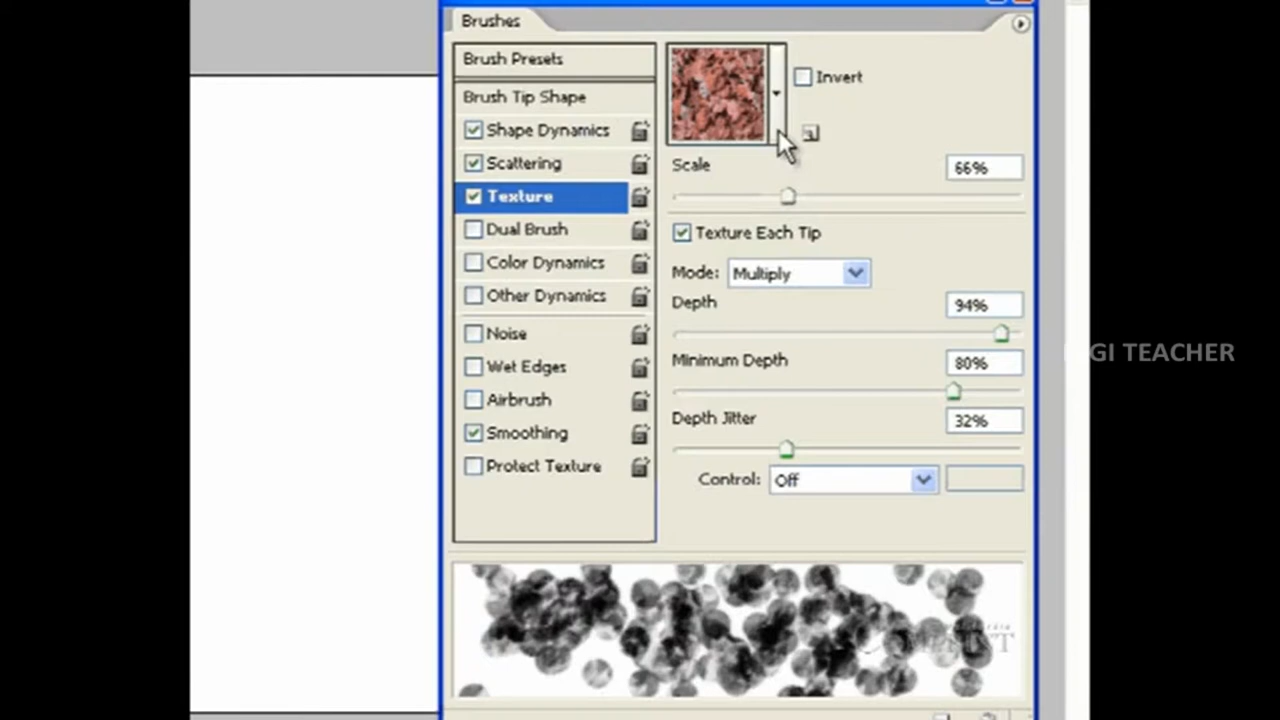 Brushes
Brush Presets
Brush Tip Shape
Shape Dynamics
Scattering
Texture
Dual Brush
Color Dynamics
Other Dynamics
Noise
Wet Edges
Airbrush
Smoothing
Protect Texture
Invert
Scale 66%
Texture Each Tip
Mode: Multiply
Depth 94%
Minimum Depth 80%
Depth Jitter 32%
Control: Off
GI TEACHER